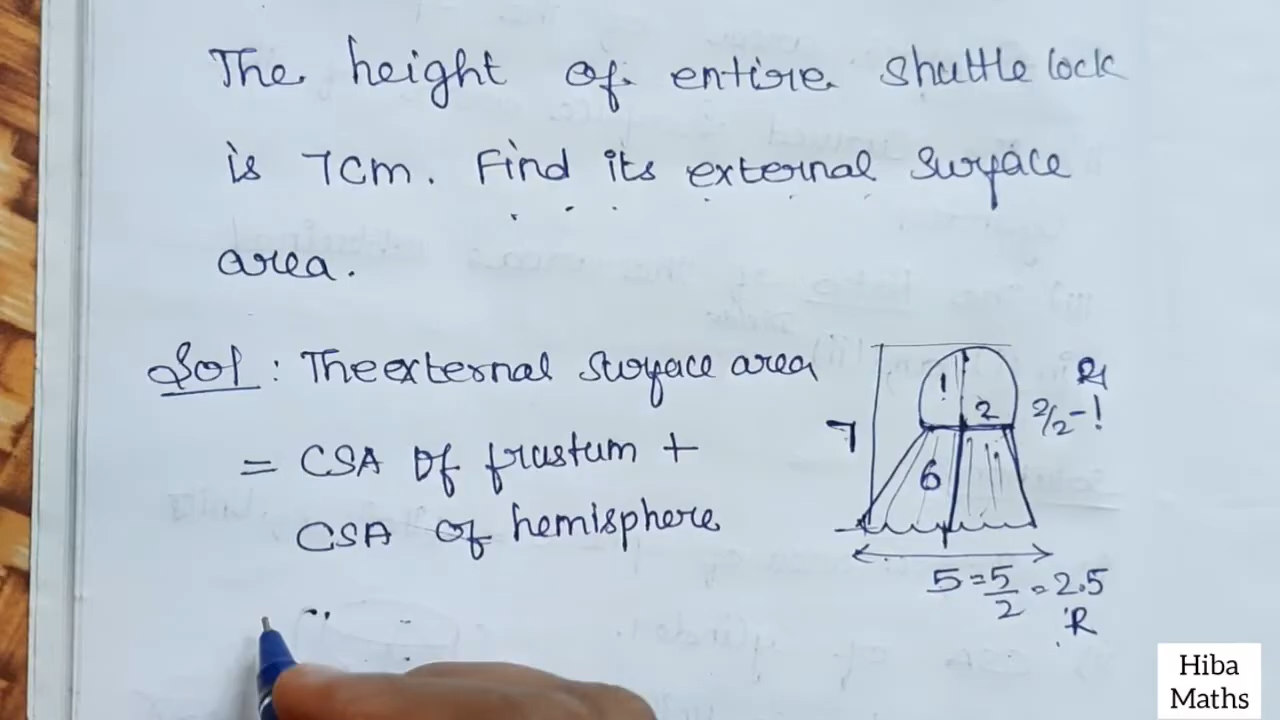 The height of entire shuttle cock
is 7cm. Find its external surface
area.
Sol: The external surface area
= CSA of frustum +
CSA of hemisphere
7
1
2
6
2/2 - 1
5 = 5/2 = 2.5
R
Hiba
Maths